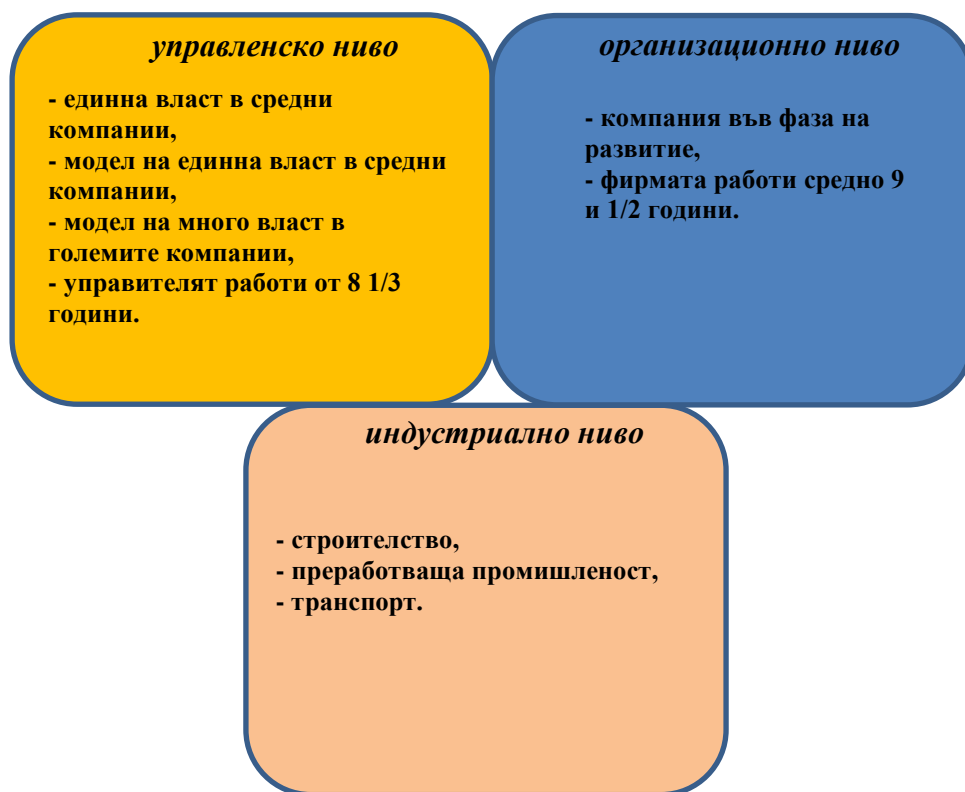 управленско ниво
- единна власт в средни
компании,
- модел на единна власт в средни
компании,
- модел на много власт в
големите компании,
- управителят работи от 8 1/3
години.
организационно ниво
- компания във фаза на
развитие,
- фирмата работи средно 9
и 1/2 години.
индустриално ниво
- строителство,
- преработваща промишленост,
- транспорт.